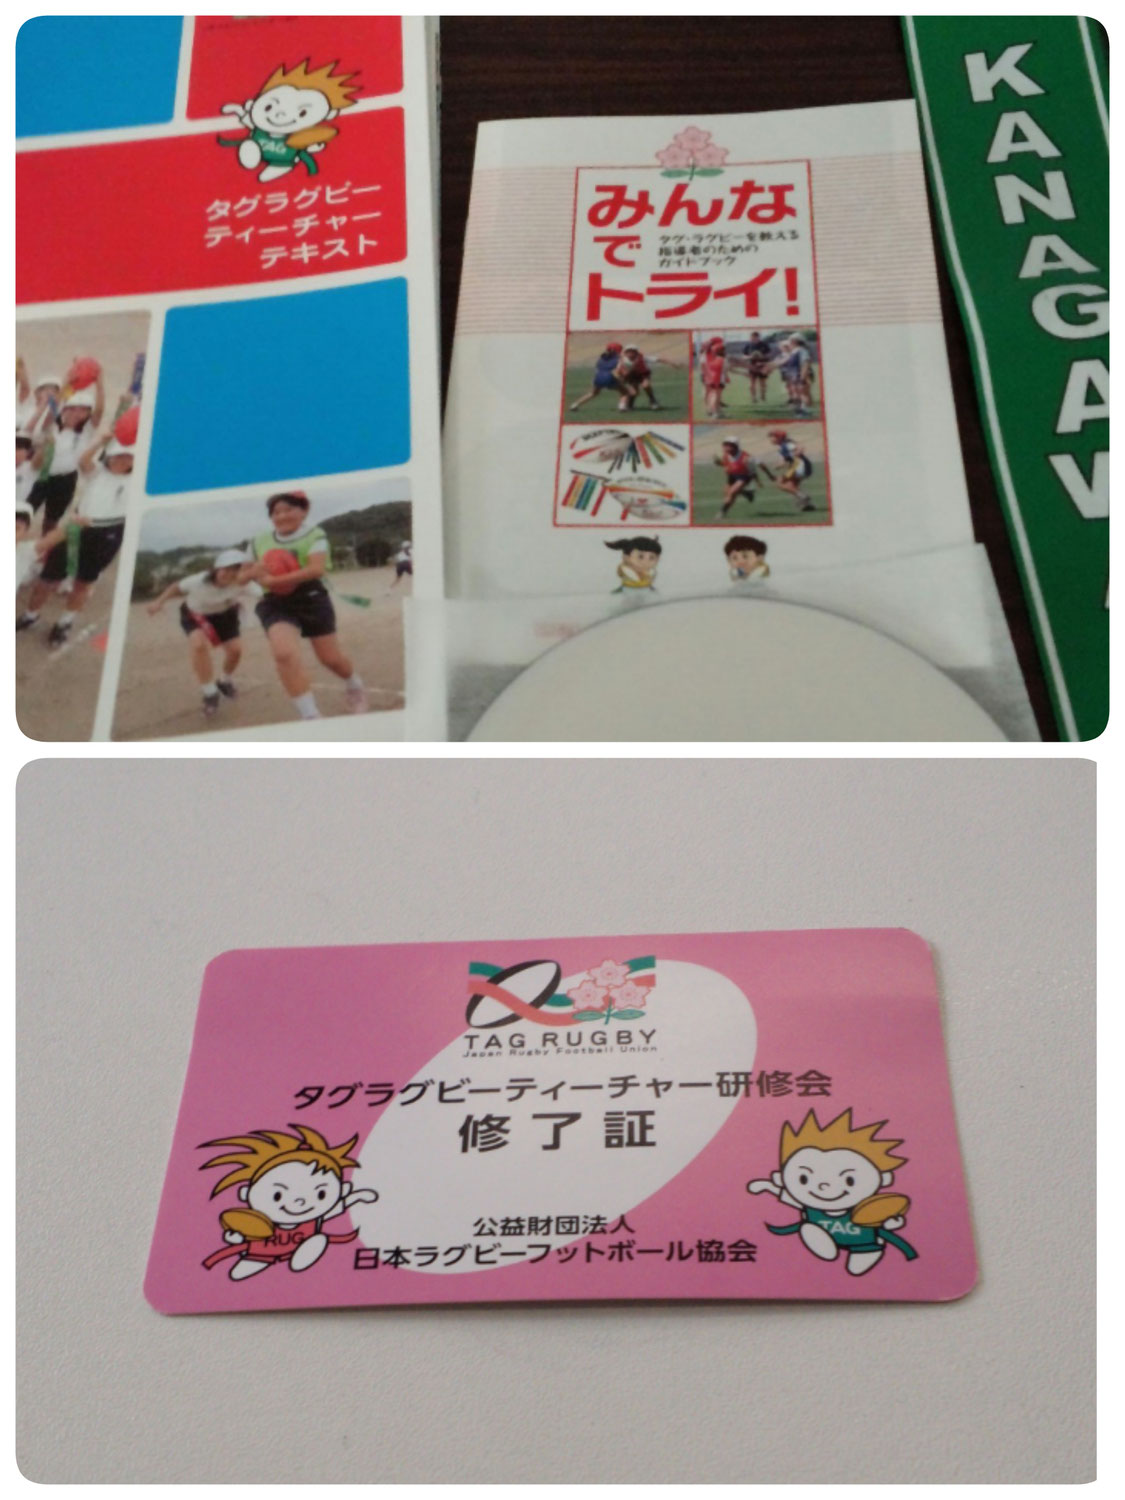 TAG
タグラグビー
ティーチャー
テキスト
みんな
で
タグ・ラグビーを教える
指導者のための
ガイドブック
トライ!
KANAGAW
TAG RUGBY
Japan Rugby Football Union
タグラグビーティーチャー研修会
修了証
RUG
TAG
公益財団法人
日本ラグビーフットボール協会